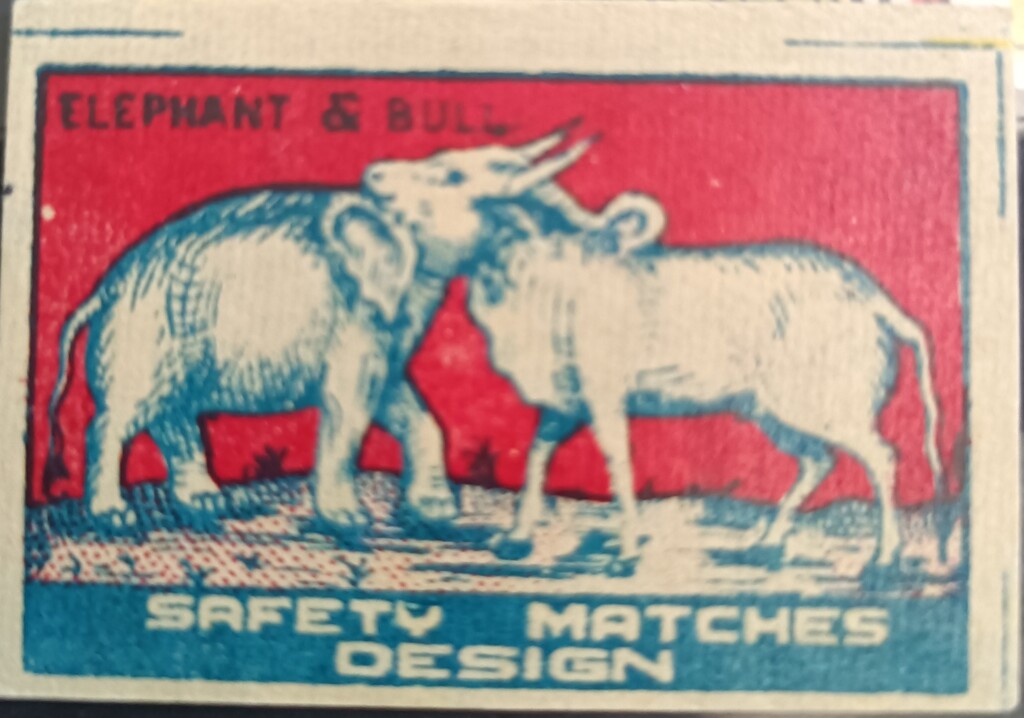 ELEPHANT & BULL
SAFETY MATCHES
DESIGN